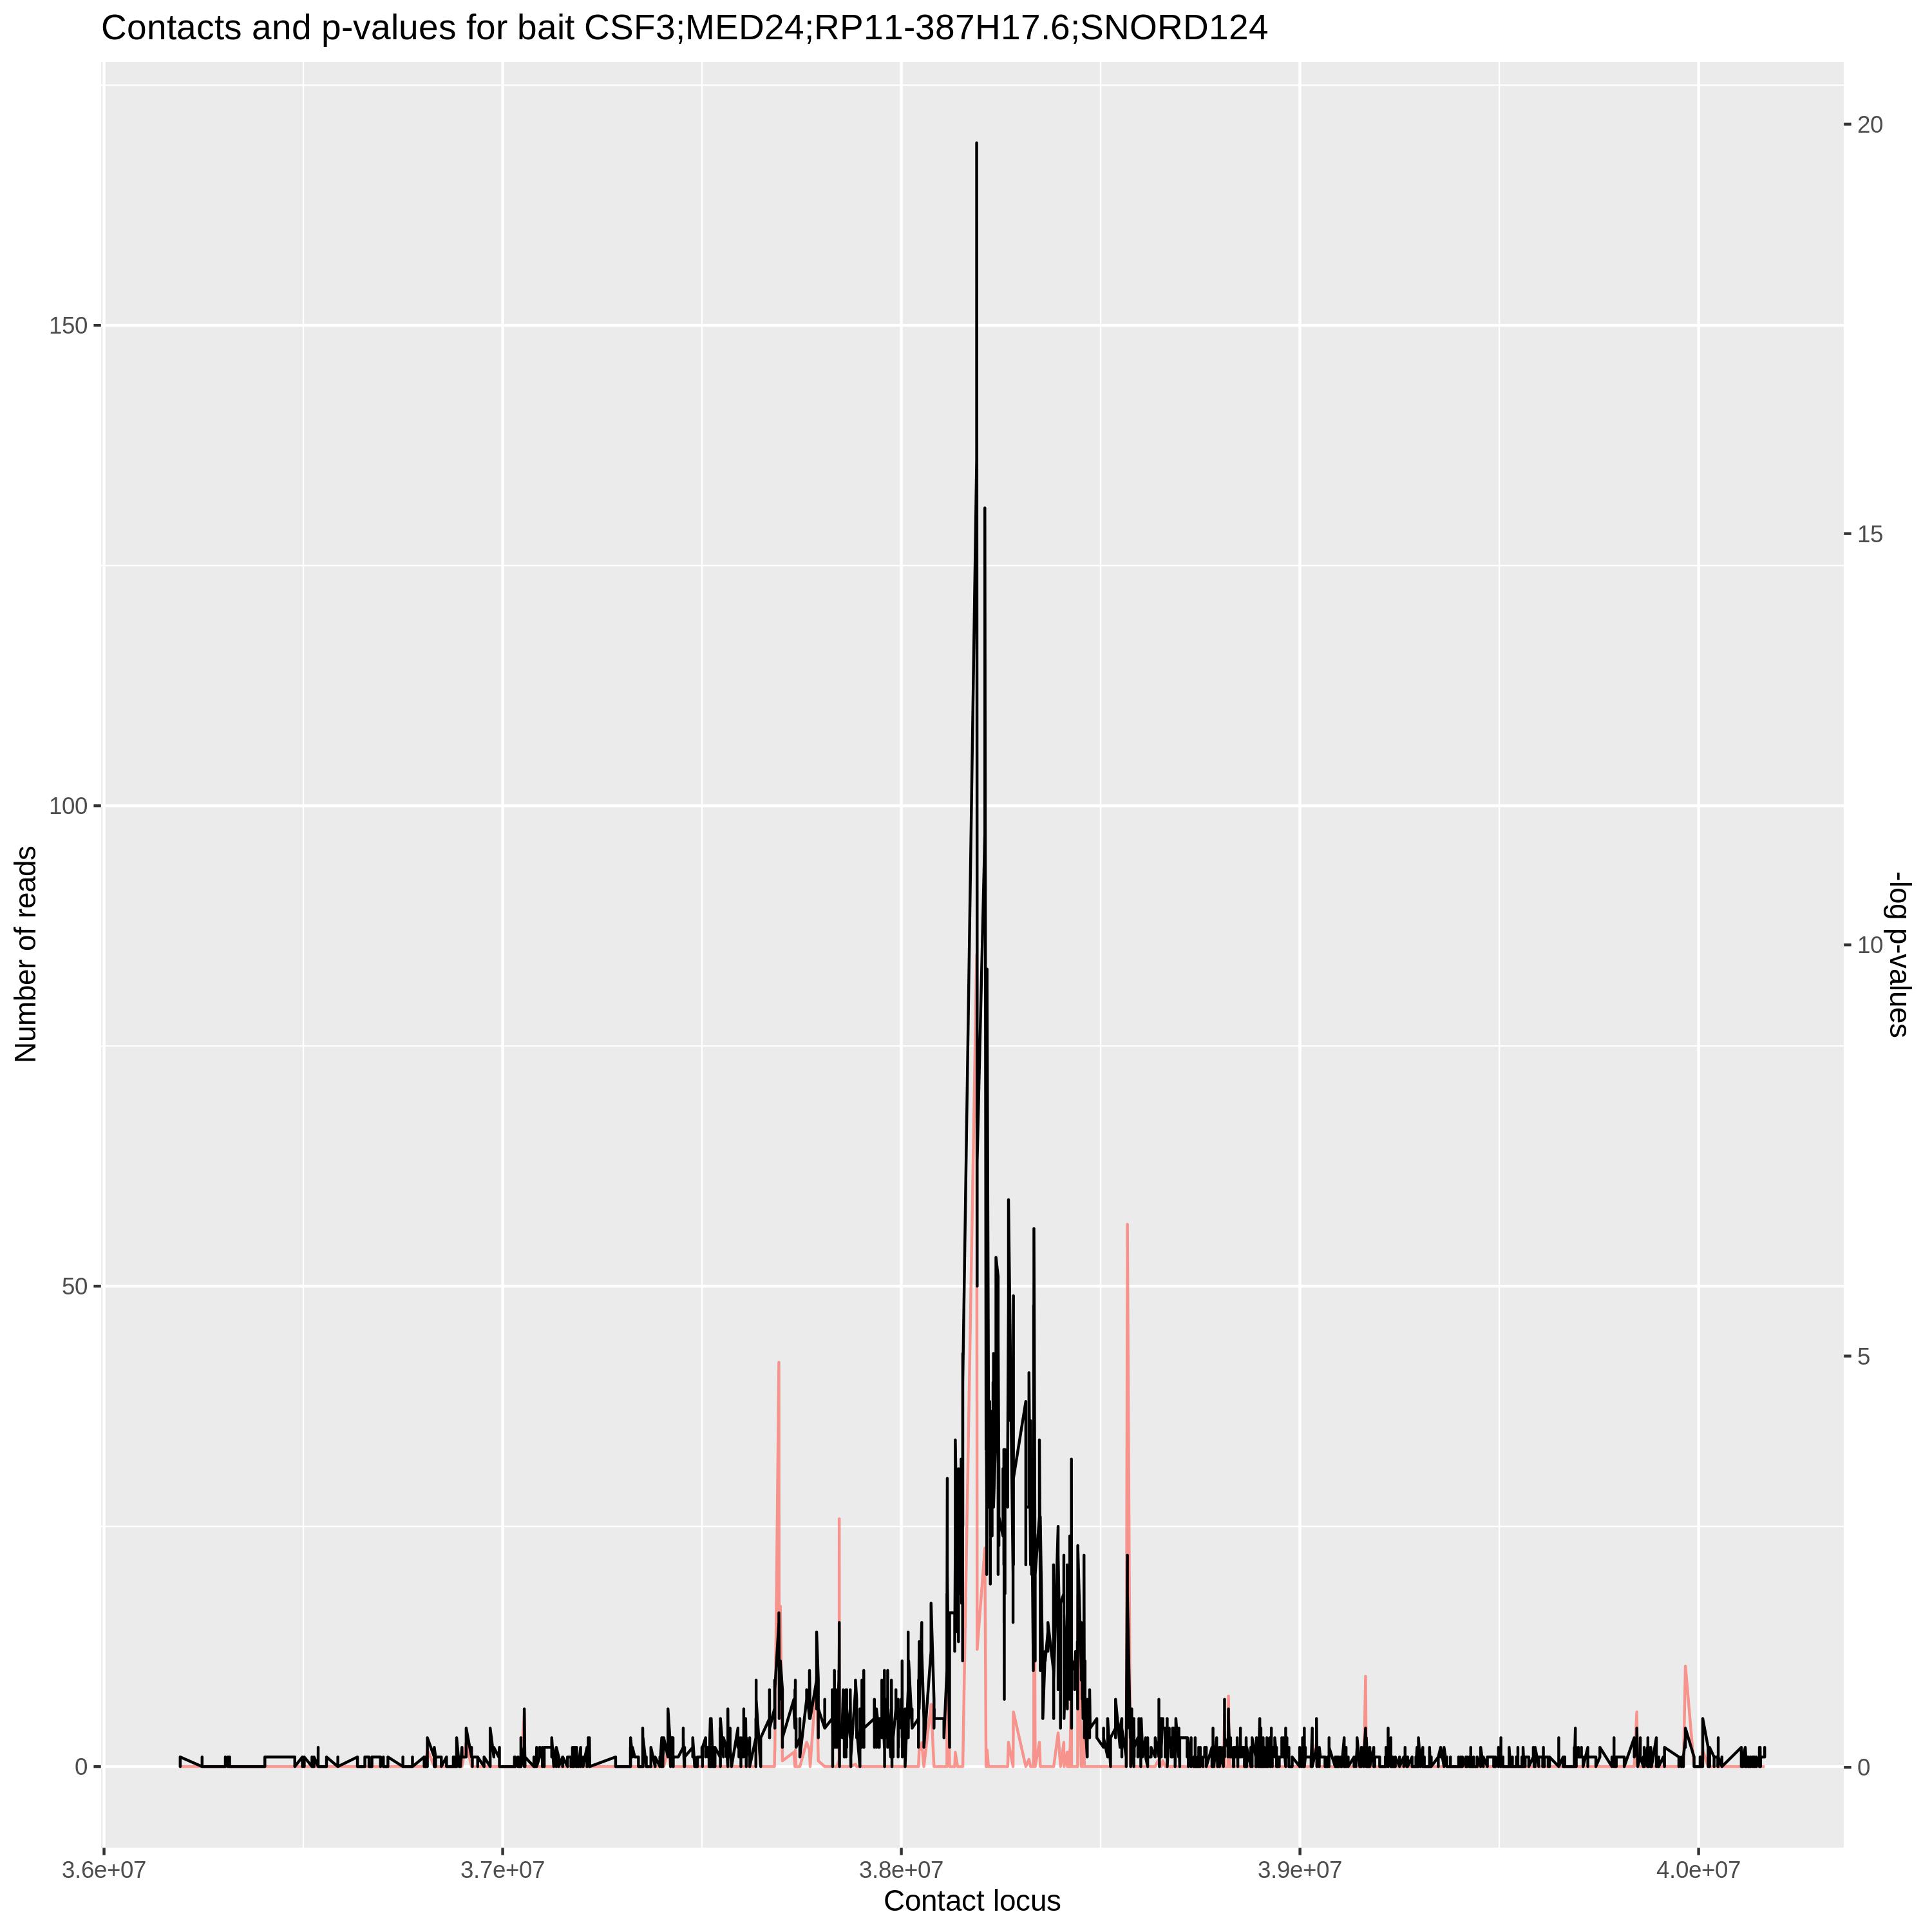 Contacts and p-values for bait CSF3;MED24;RP11-387H17.6;SNORD124
Number of reads
150
100
50
0
20
15
10
5
0
-log p-values
3.6e+07 3.7e+07 3.8e+07 3.9e+07 4.0e+07
Contact locus